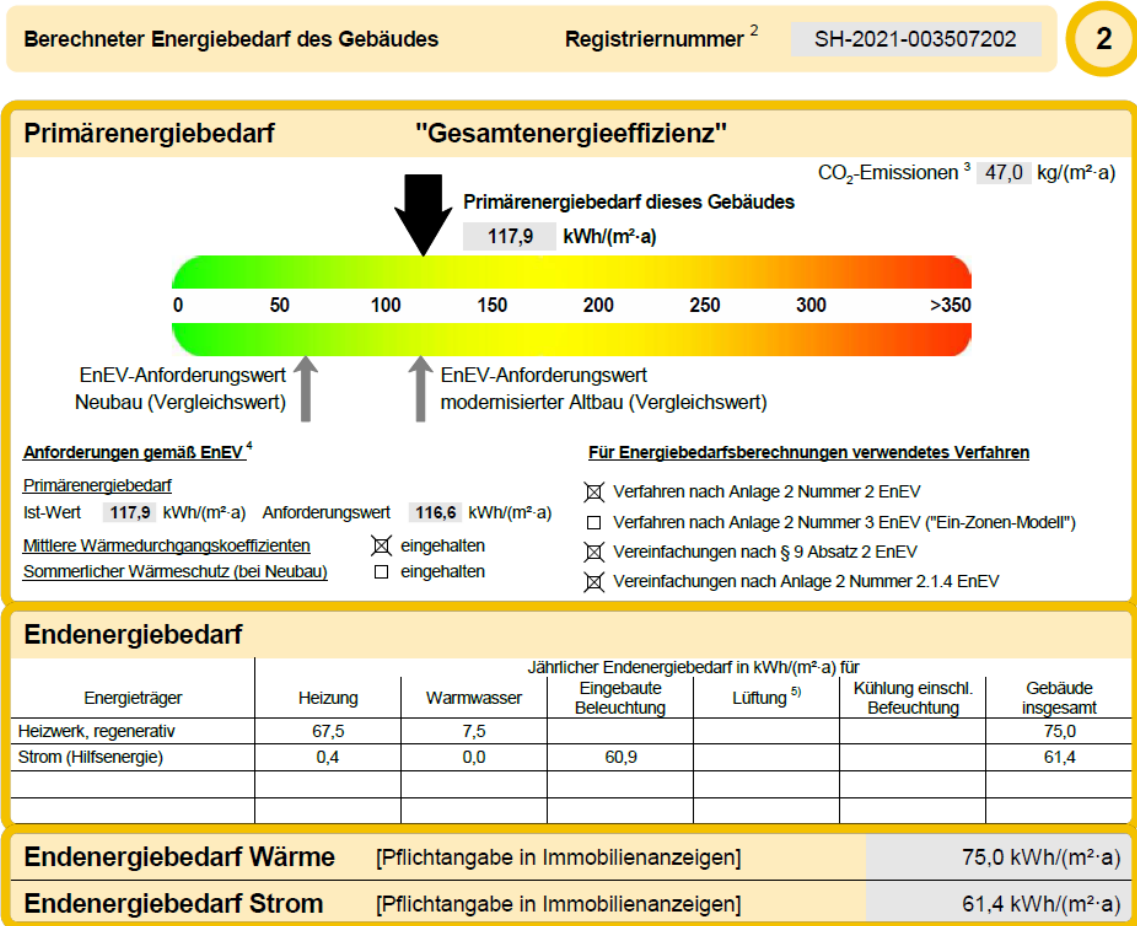 Berechneter Energiebedarf des Gebäudes Registriernummer ² SH-2021-003507202 2
Primärenergiebedarf "Gesamtenergieeffizienz"
CO₂-Emissionen ³ 47,0 kg/(m²·a)
Primärenergiebedarf dieses Gebäudes
117,9 kWh/(m²·a)
0 50 100 150 200 250 300 >350
EnEV-Anforderungswert
Neubau (Vergleichswert)
EnEV-Anforderungswert
modernisierter Altbau (Vergleichswert)
Anforderungen gemäß EnEV ⁴
Primärenergiebedarf
Ist-Wert 117,9 kWh/(m²·a) Anforderungswert 116,6 kWh/(m²·a)
Mittlere Wärmedurchgangskoeffizienten ☒ eingehalten
Sommerlicher Wärmeschutz (bei Neubau) ☐ eingehalten
Für Energiebedarfsberechnungen verwendetes Verfahren
☒ Verfahren nach Anlage 2 Nummer 2 EnEV
☐ Verfahren nach Anlage 2 Nummer 3 EnEV ("Ein-Zonen-Modell")
☒ Vereinfachungen nach § 9 Absatz 2 EnEV
☒ Vereinfachungen nach Anlage 2 Nummer 2.1.4 EnEV
Endenergiebedarf
Jährlicher Endenergiebedarf in kWh/(m²·a) für
Energieträger Heizung Warmwasser Eingebaute Beleuchtung Lüftung ⁵⁾ Kühlung einschl. Befeuchtung Gebäude insgesamt
Heizwerk, regenerativ 67,5 7,5 75,0
Strom (Hilfsenergie) 0,4 0,0 60,9 61,4
Endenergiebedarf Wärme [Pflichtangabe in Immobilienanzeigen] 75,0 kWh/(m²·a)
Endenergiebedarf Strom [Pflichtangabe in Immobilienanzeigen] 61,4 kWh/(m²·a)